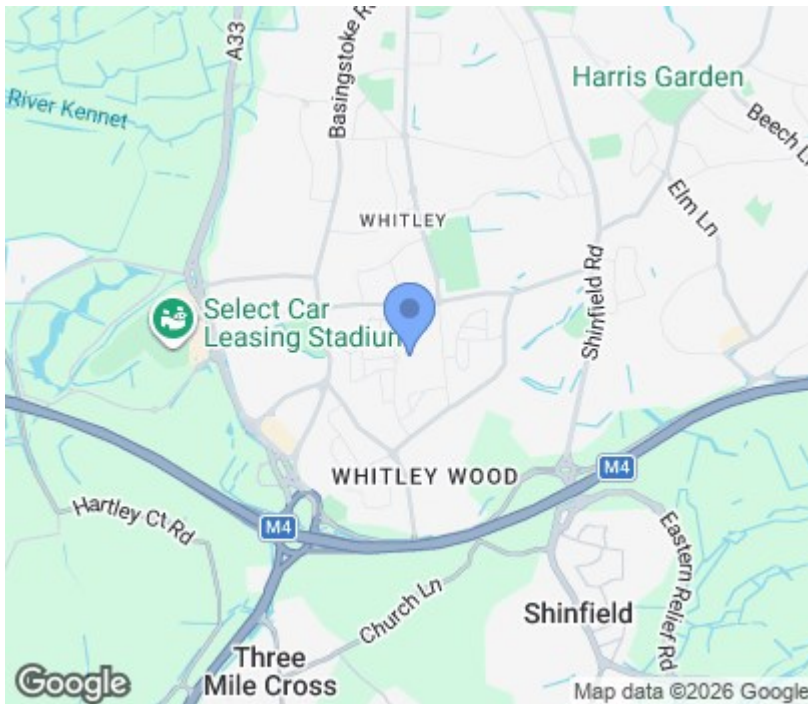 A33
Basingstoke Rd
Harris Garden
River Kennet
Beech Ln
Elm Ln
WHITLEY
Shinfield Rd
Select Car
Leasing Stadium
M4
WHITLEY WOOD
Hartley Ct Rd
M4
Eastern Relief Rd
Church Ln
Shinfield
Three
Mile Cross
Google
Map data ©2026 Google